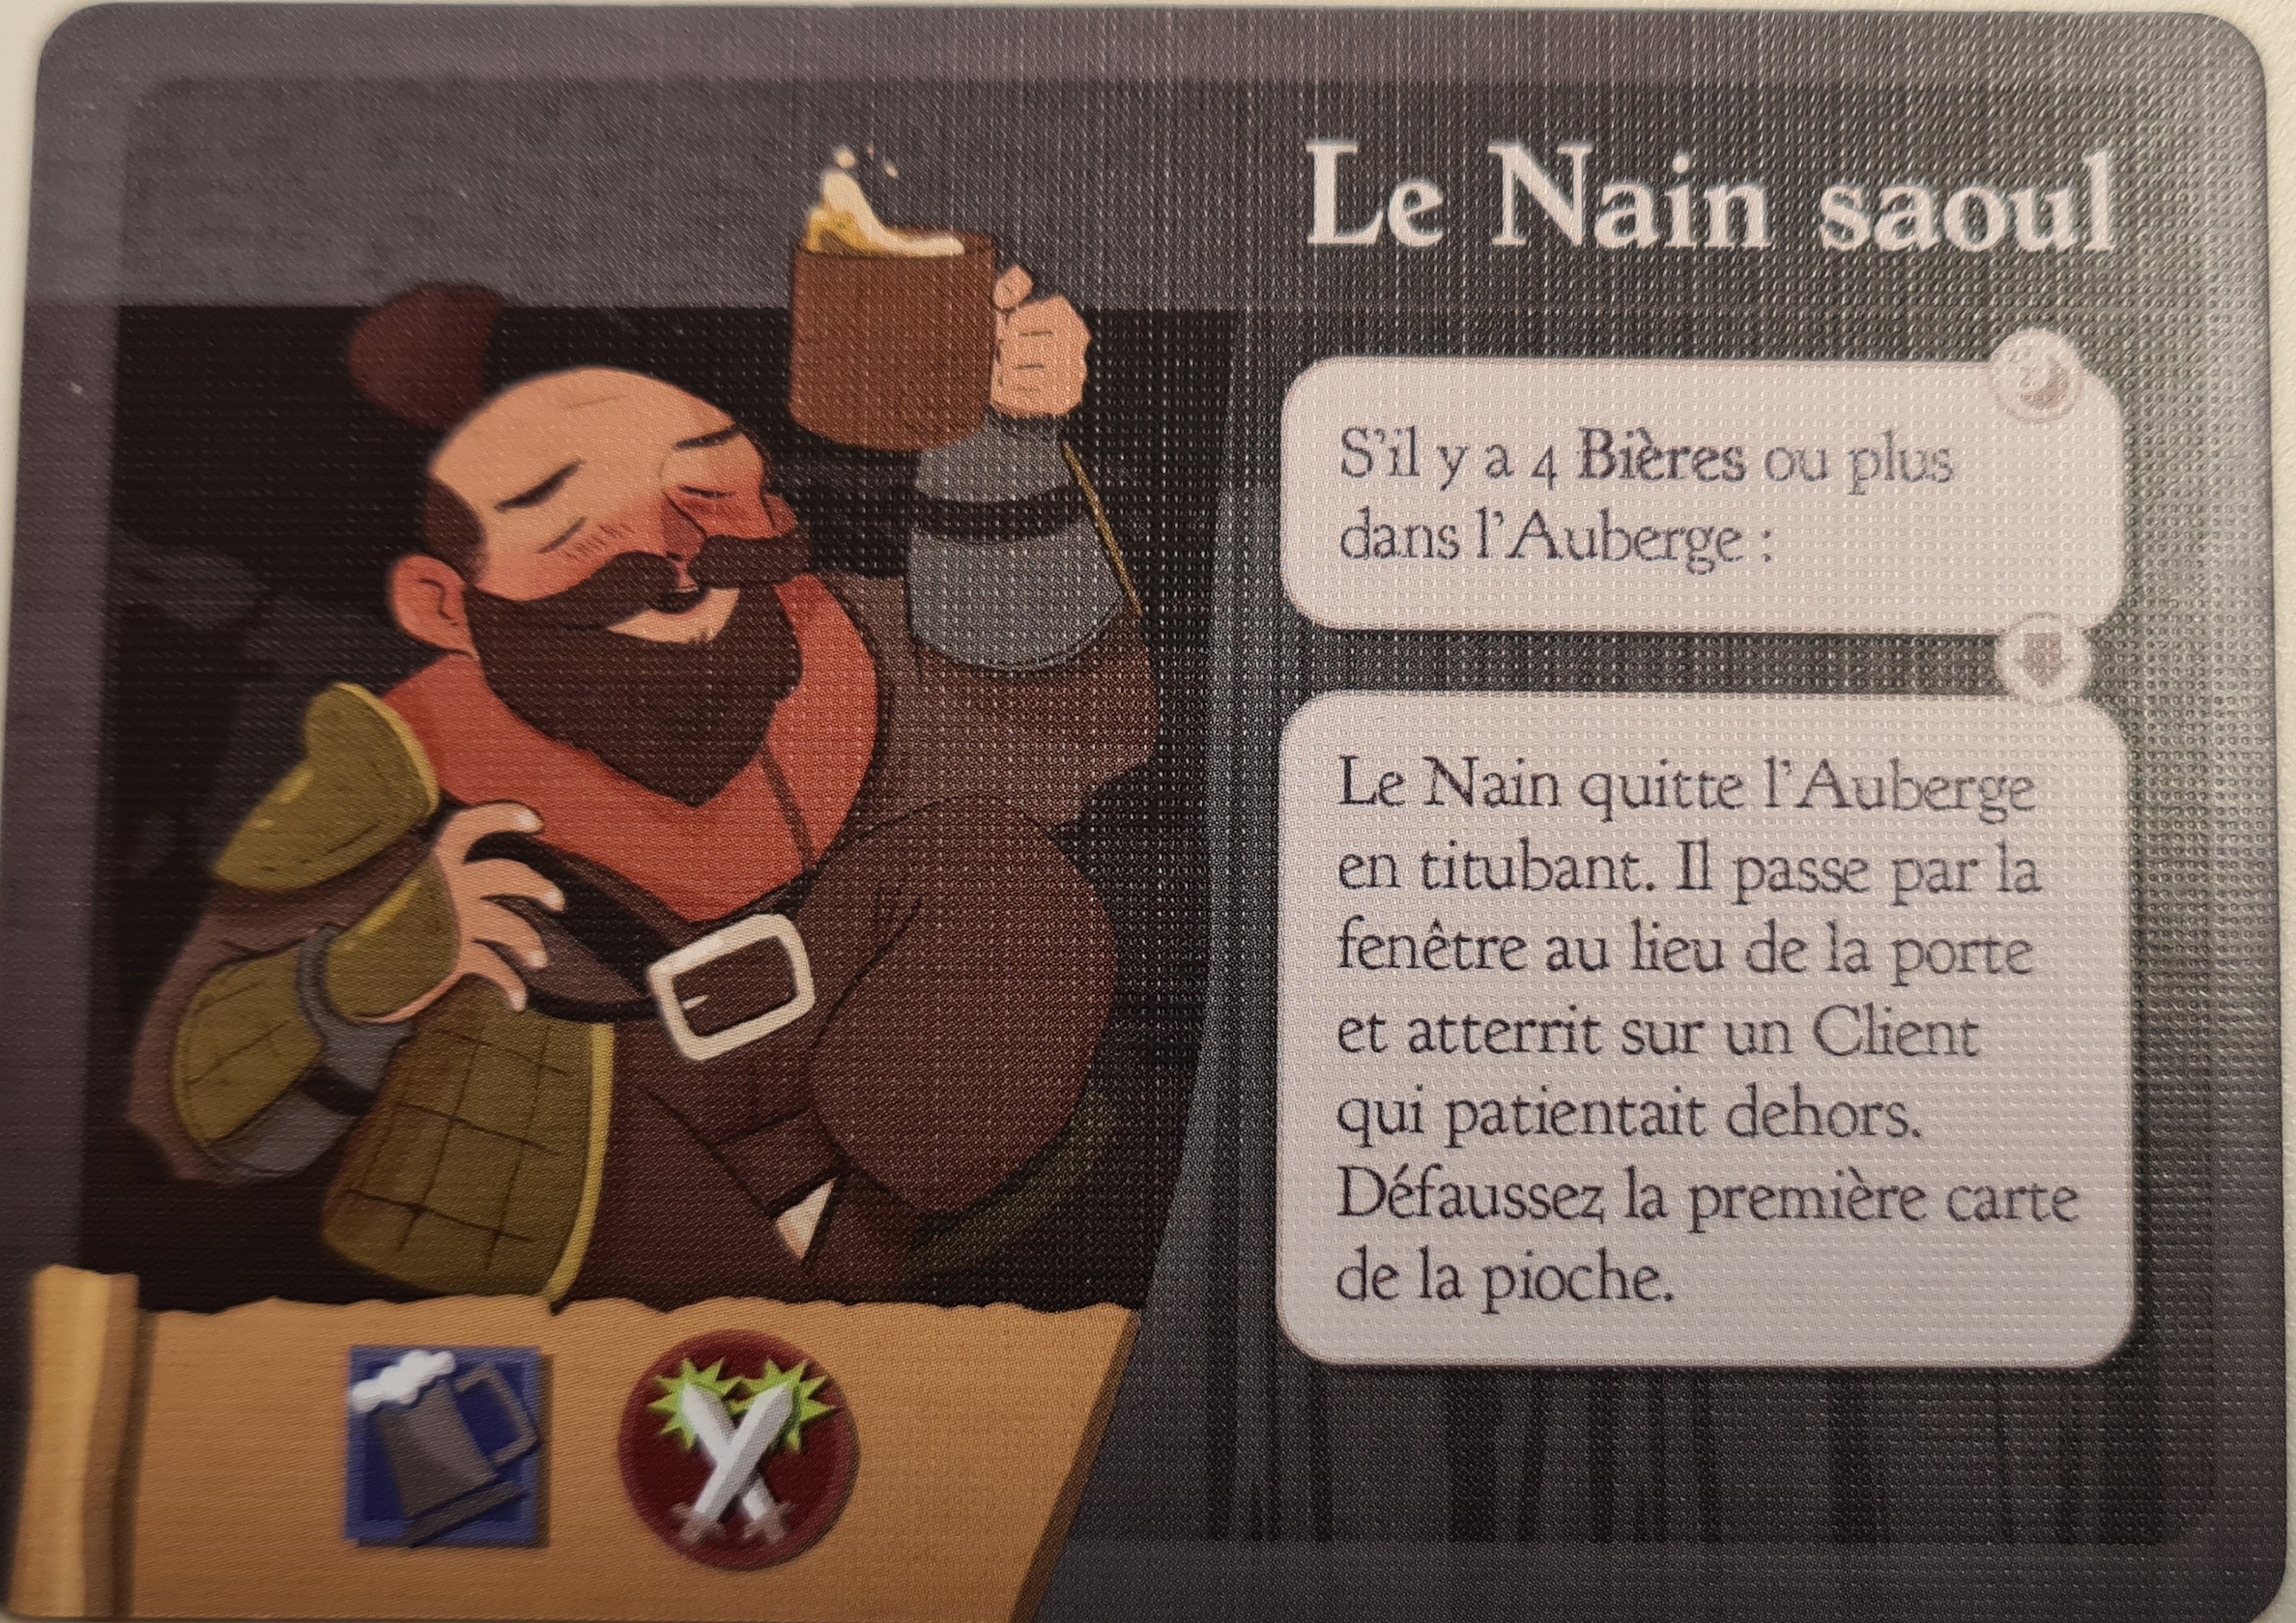 Le Nain saoul
S'il y a 4 Bières ou plus
dans l'Auberge :
Le Nain quitte l'Auberge
en titubant. Il passe par la
fenêtre au lieu de la porte
et atterrit sur un Client
qui patientait dehors.
Défaussez la première carte
de la pioche.